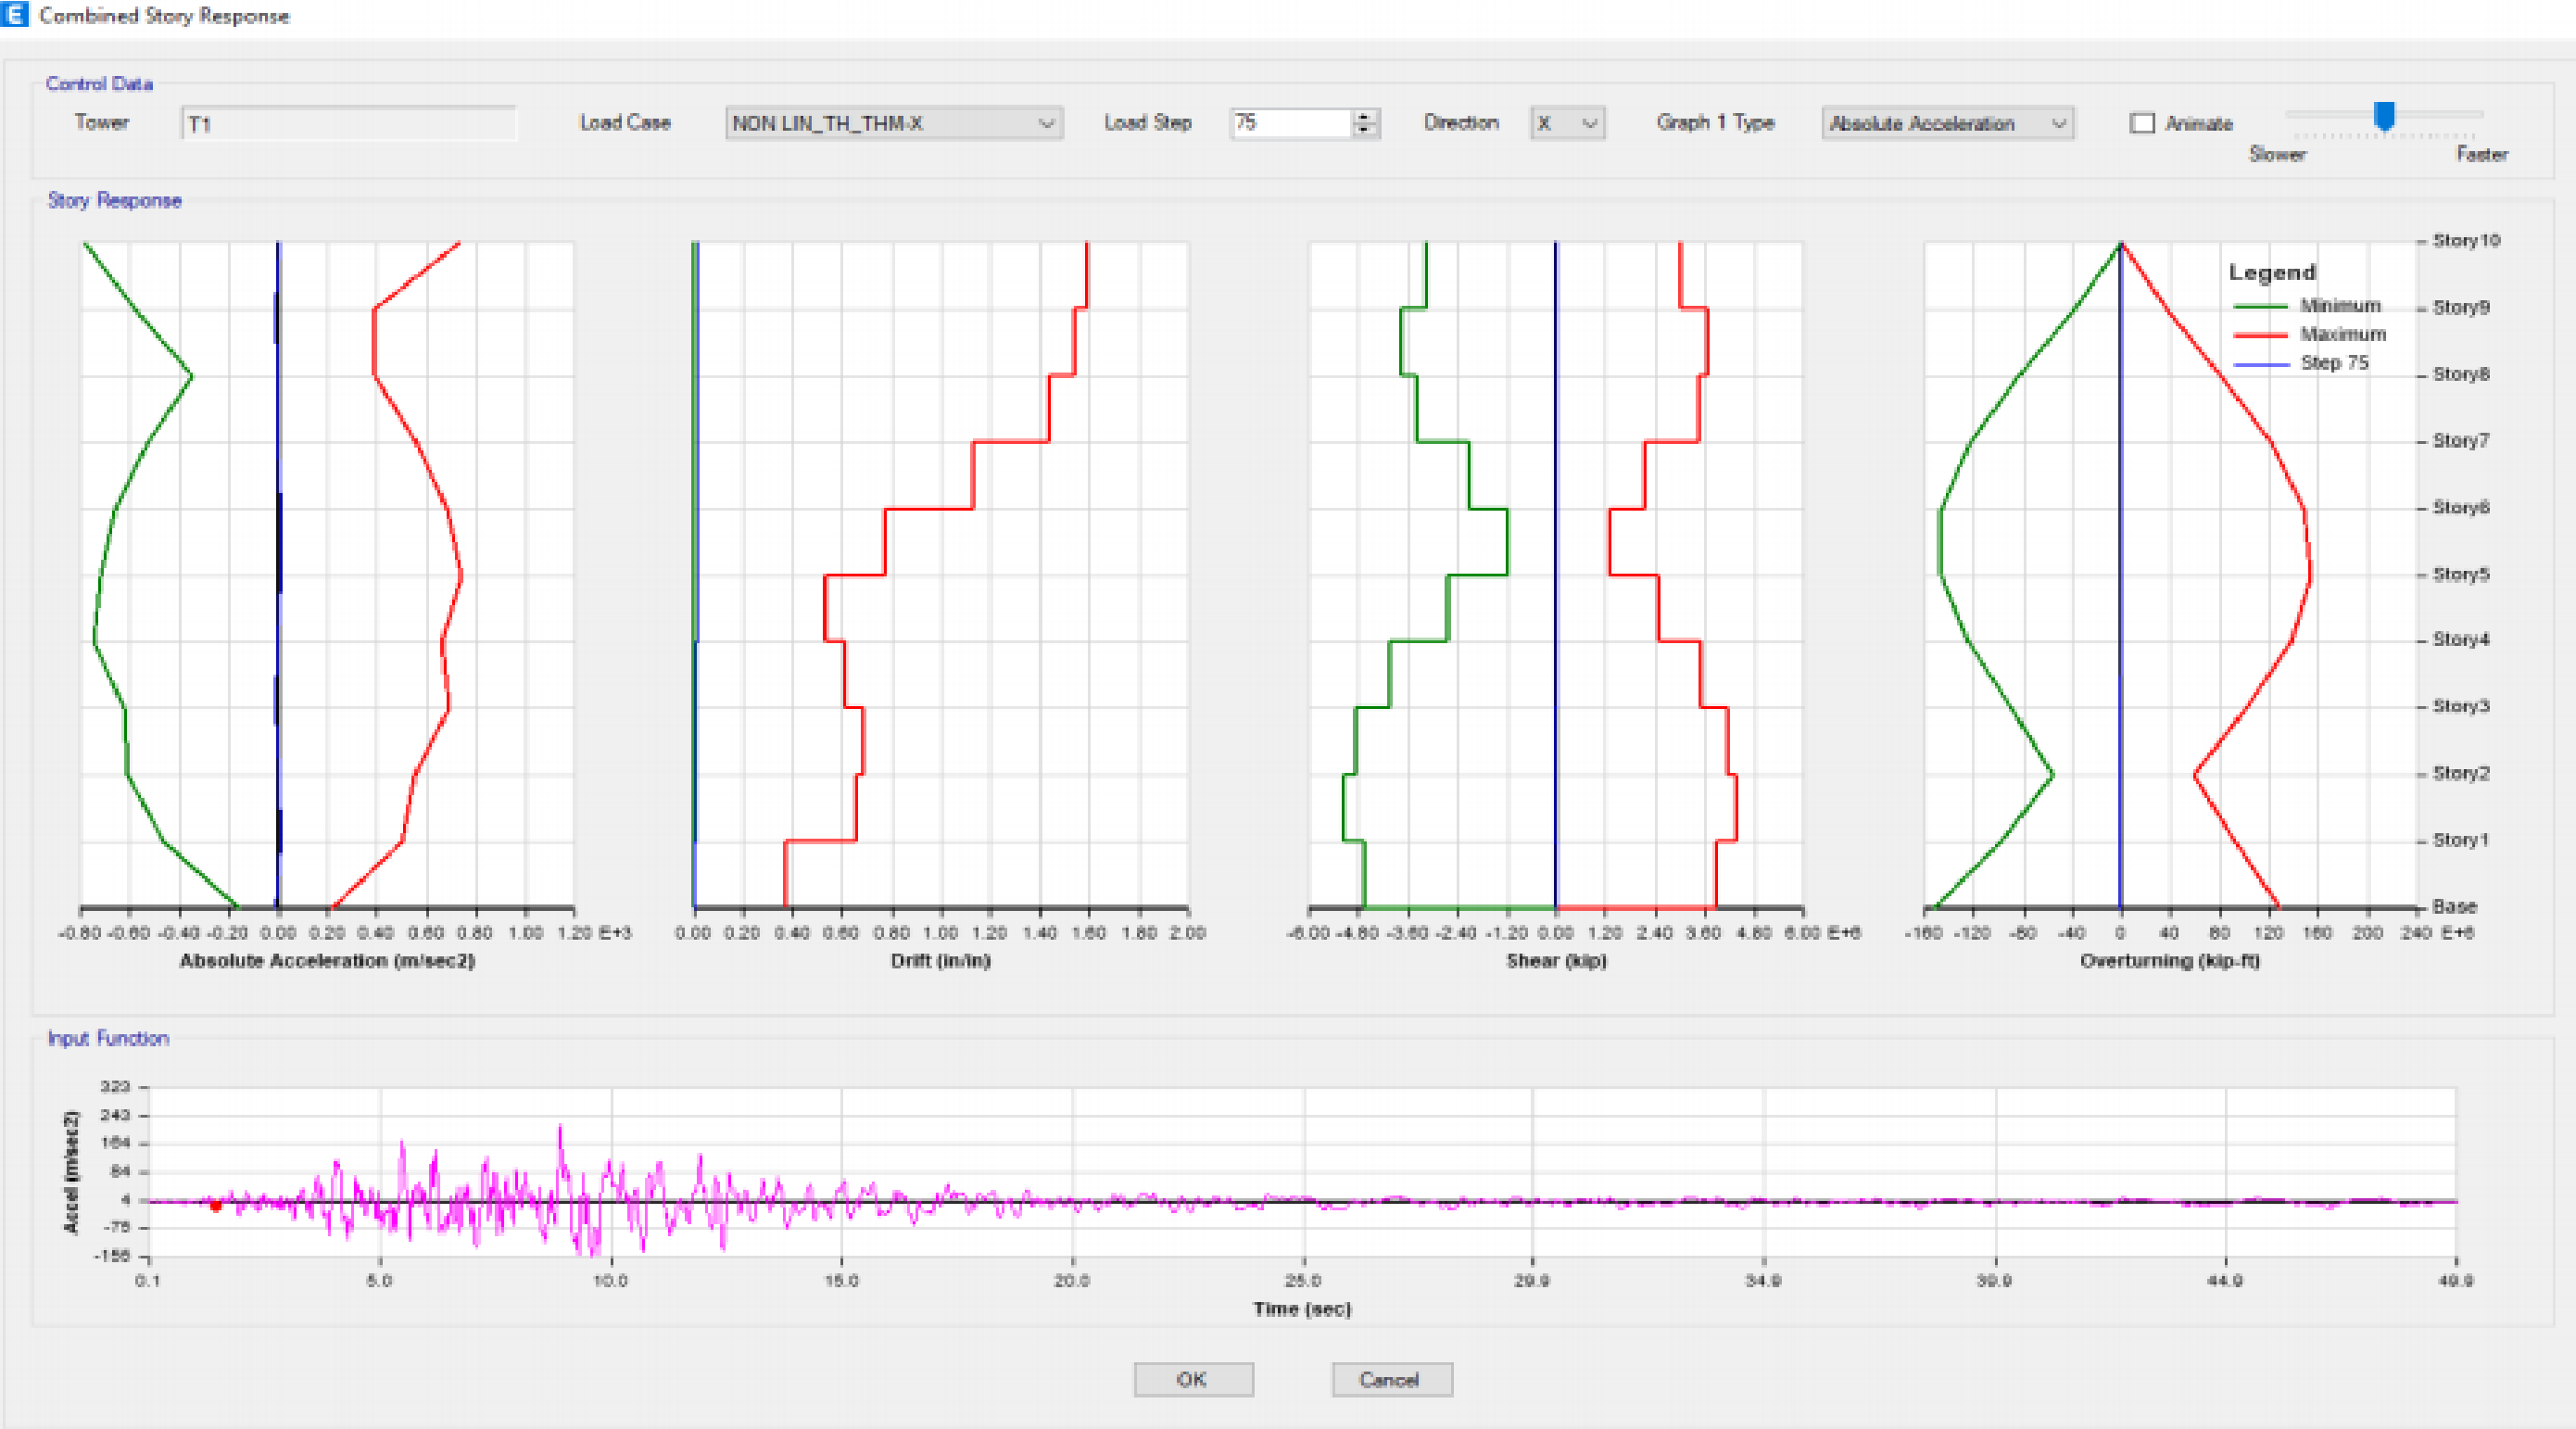 E Combined Story Response
Control Data
Tower T1 Load Case NON LIN_TH_THM-X Load Step 75 Direction X Graph 1 Type Absolute Acceleration Animate
Slower Faster
Story Response
Story10
Legend
Minimum
Story9
Maximum
Step 75
Story8
Story7
Story6
Story5
Story4
Story3
Story2
Story1
Base
-0.80 -0.60 -0.40 -0.20 0.00 0.20 0.40 0.60 0.80 1.00 1.20 E+3
0.00 0.20 0.40 0.60 0.80 1.00 1.20 1.40 1.60 1.80 2.00
-6.00 -4.80 -3.60 -2.40 -1.20 0.00 1.20 2.40 3.60 4.80 6.00 E+6
-160 -120 -80 -40 0 40 80 120 160 200 240 E+6
Absolute Acceleration (m/sec2) Drift (in/in) Shear (kip) Overturning (kip-ft)
Input Function
323
243
164
84
4
-75
-155
Accel (m/sec2)
0.1 5.0 10.0 15.0 20.0 25.0 29.9 34.9 39.9 44.9 49.9
Time (sec)
OK Cancel